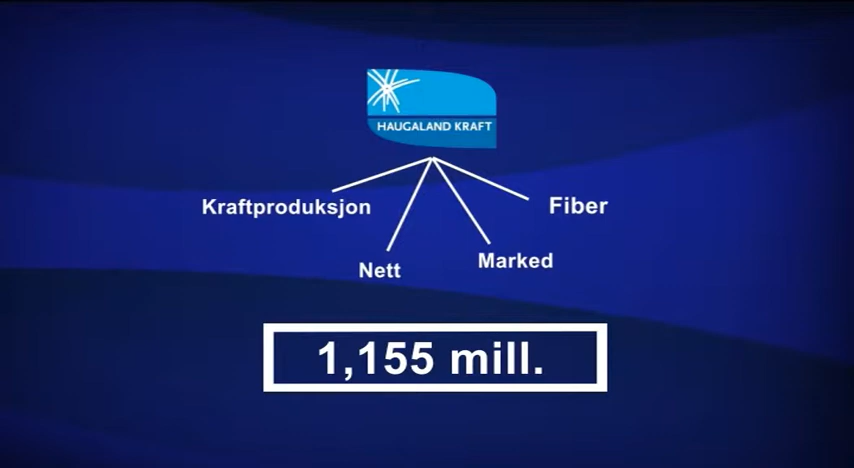 HAUGALAND KRAFT
Kraftproduksjon
Fiber
Nett
Marked
1,155 mill.